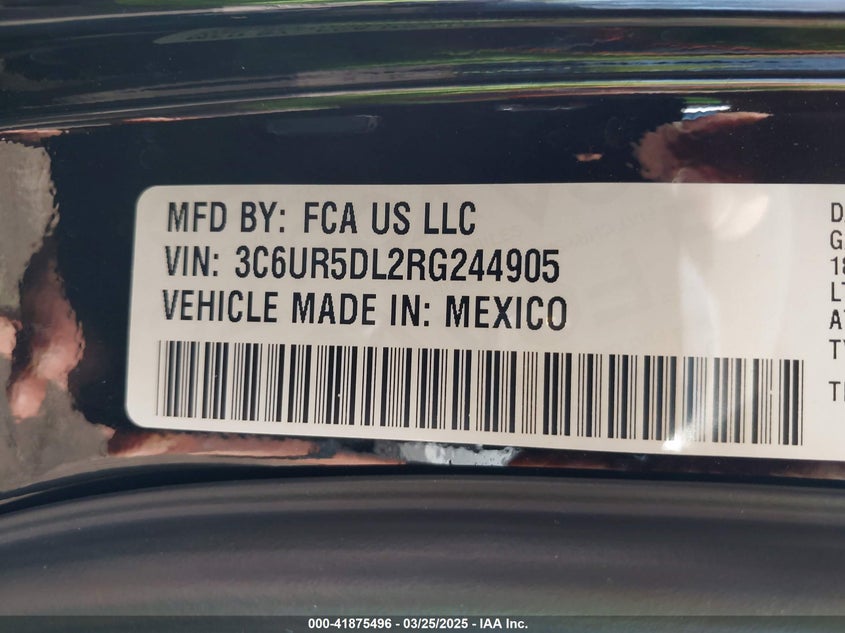 MFD BY: FCA US LLC
VIN: 3C6UR5DL2RG244905
VEHICLE MADE IN: MEXICO
000-41875496 - 03/25/2025 - IAA Inc.